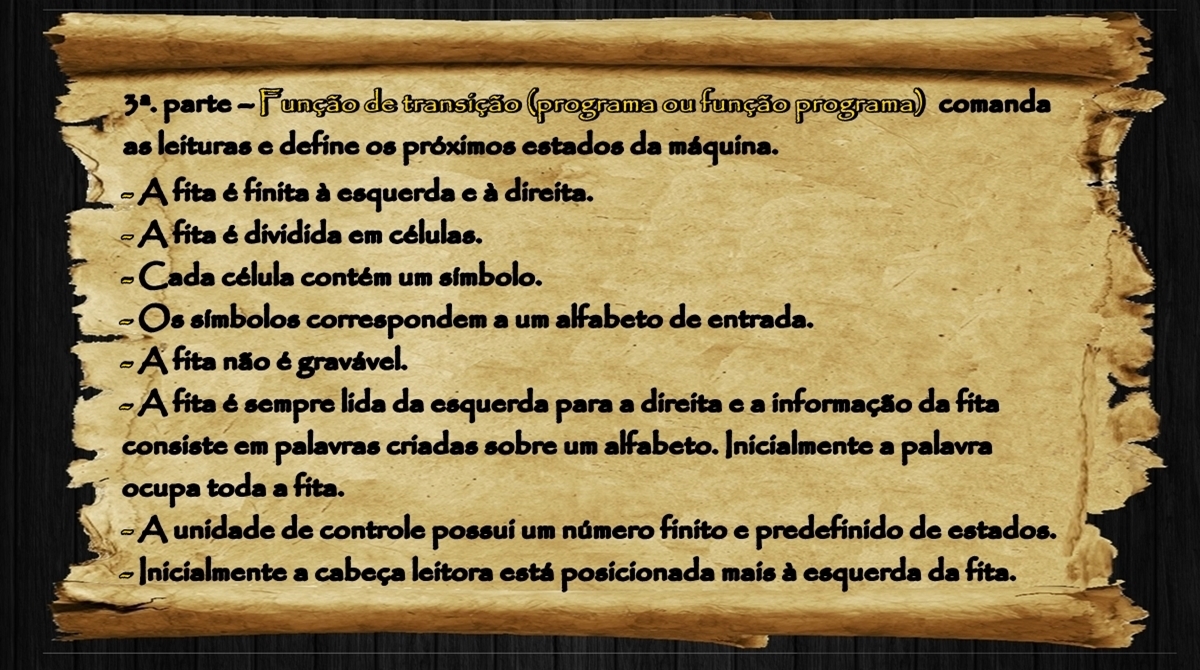 3ª. parte – Função de transição (programa ou função programa) comanda
as leituras e define os próximos estados da máquina.
- A fita é finita à esquerda e à direita.
- A fita é dividida em células.
- Cada célula contém um símbolo.
- Os símbolos correspondem a um alfabeto de entrada.
- A fita não é gravável.
- A fita é sempre lida da esquerda para a direita e a informação da fita
consiste em palavras criadas sobre um alfabeto. Inicialmente a palavra
ocupa toda a fita.
- A unidade de controle possui um número finito e predefinido de estados.
- Inicialmente a cabeça leitora está posicionada mais à esquerda da fita.